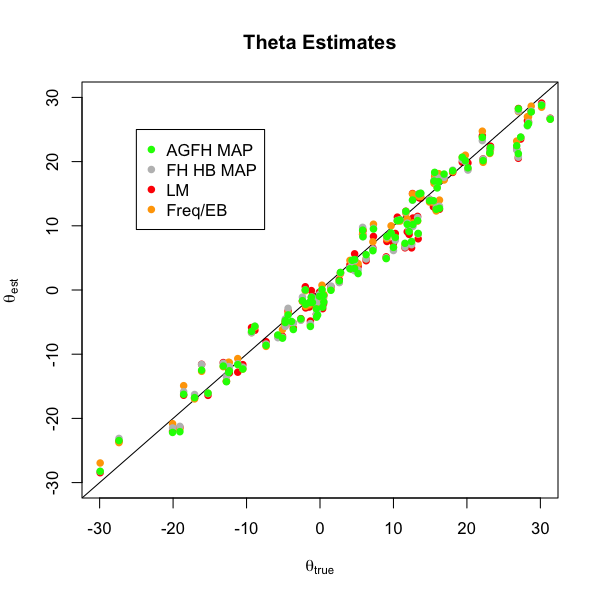 Theta Estimates
30
20
10
0
-10
-20
-30
θest
AGFH MAP
FH HB MAP
LM
Freq/EB
-30 -20 -10 0 10 20 30
θtrue